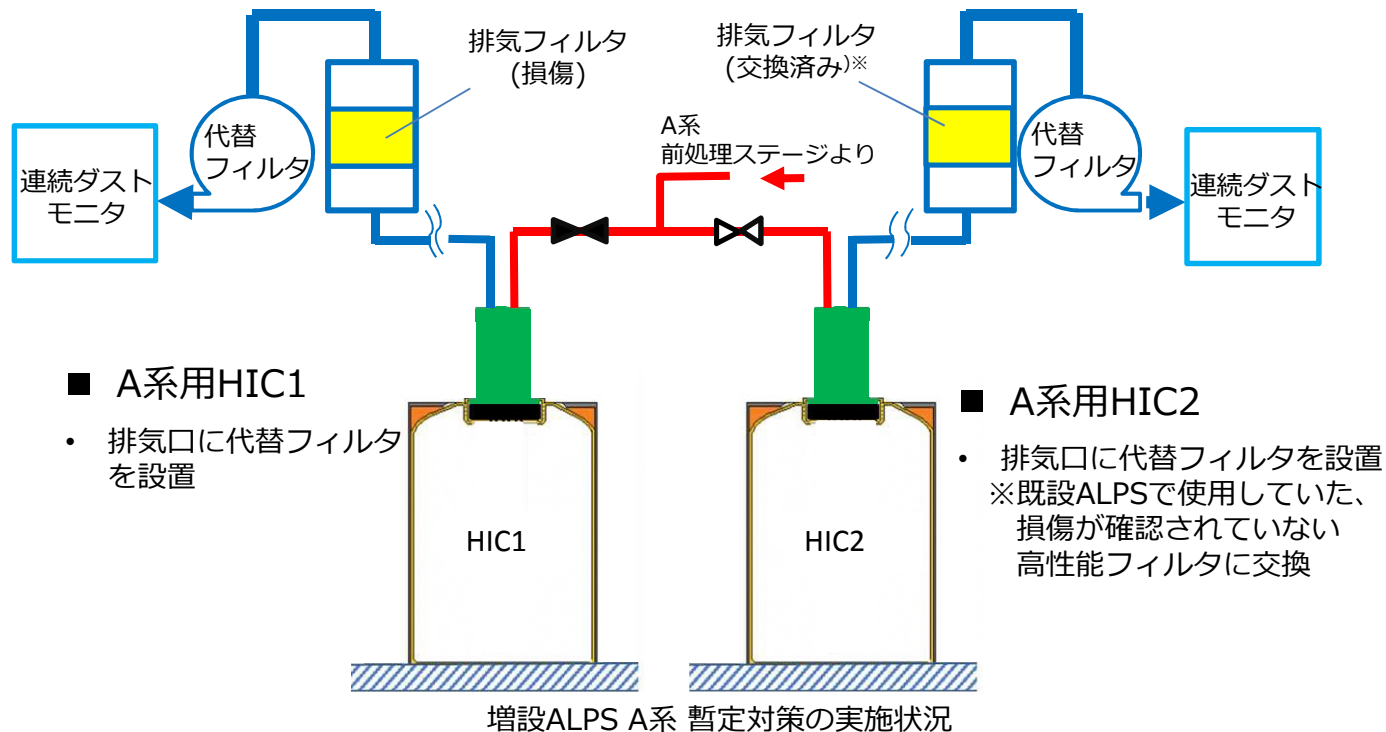 排気フィルタ
(損傷)
排気フィルタ
(交換済み)※
代替
フィルタ
連続ダスト
モニタ
A系
前処理ステージより
代替
フィルタ
連続ダスト
モニタ
■ A系用HIC1
• 排気口に代替フィルタ
を設置
■ A系用HIC2
• 排気口に代替フィルタを設置
※既設ALPSで使用していた、
損傷が確認されていない
高性能フィルタに交換
HIC1
HIC2
増設ALPS A系 暫定対策の実施状況